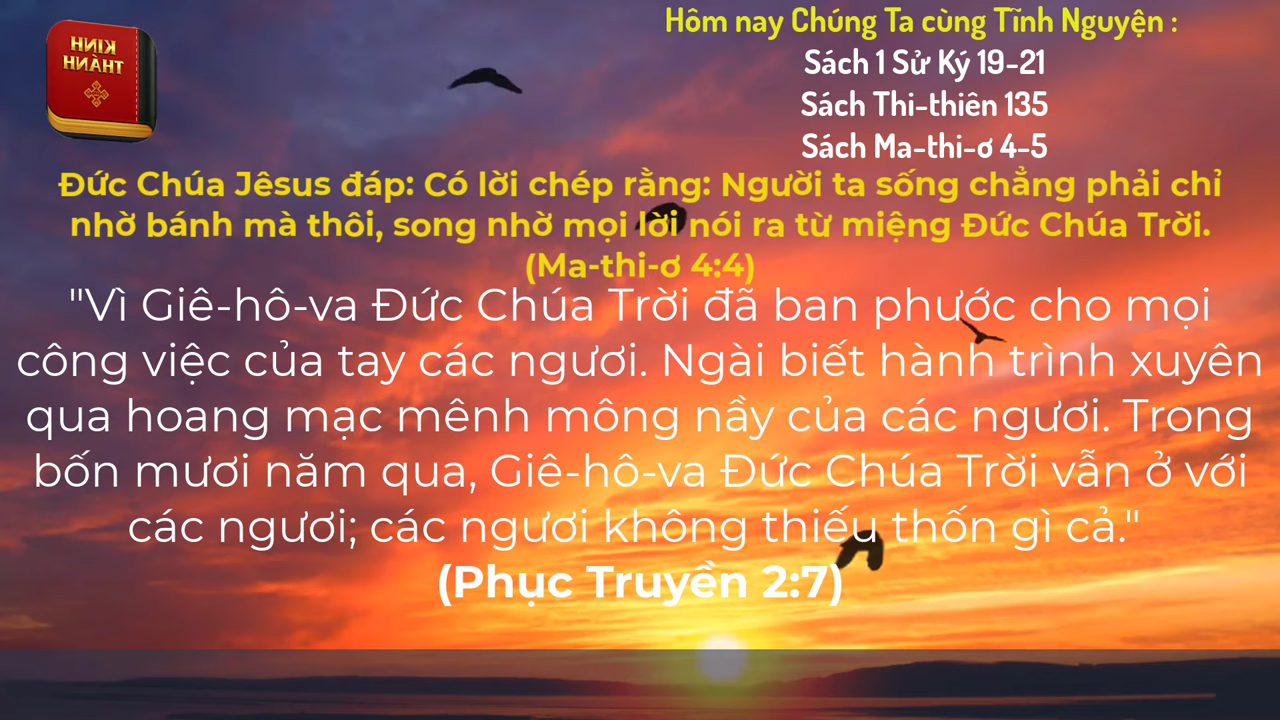 KINH
THÁNH
Hôm nay Chúng Ta cùng Tĩnh Nguyện :
Sách 1 Sử Ký 19-21
Sách Thi-thiên 135
Sách Ma-thi-ơ 4-5
Đức Chúa Jêsus đáp: Có lời chép rằng: Người ta sống chẳng phải chỉ
nhờ bánh mà thôi, song nhờ mọi lời nói ra từ miệng Đức Chúa Trời.
(Ma-thi-ơ 4:4)
"Vì Giê-hô-va Đức Chúa Trời đã ban phước cho mọi
công việc của tay các ngươi. Ngài biết hành trình xuyên
qua hoang mạc mênh mông nầy của các ngươi. Trong
bốn mươi năm qua, Giê-hô-va Đức Chúa Trời vẫn ở với
các ngươi; các ngươi không thiếu thốn gì cả."
(Phục Truyền 2:7)